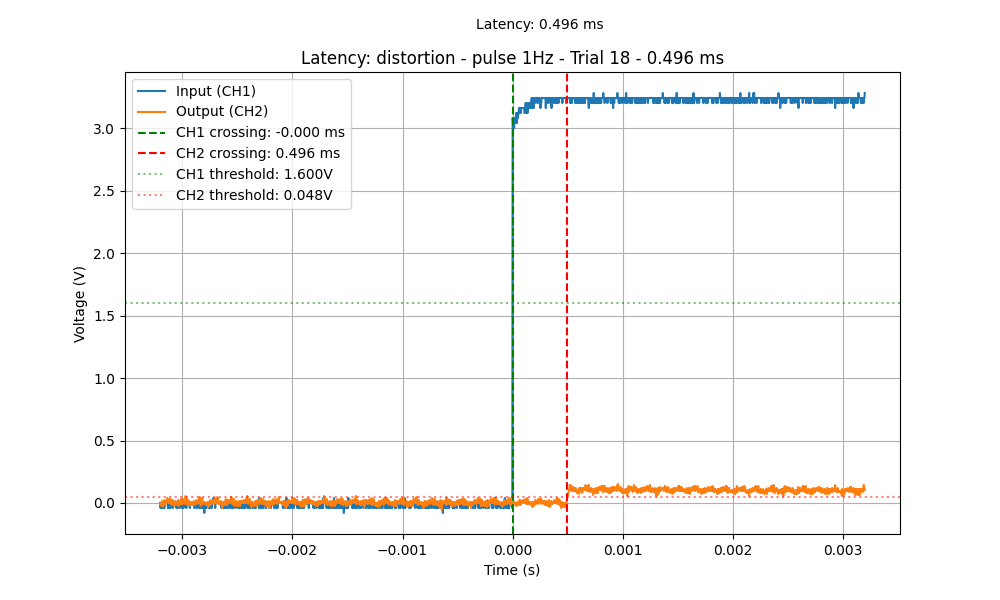 Latency: 0.496 ms
Latency: distortion - pulse 1Hz - Trial 18 - 0.496 ms
Input (CH1)
Output (CH2)
CH1 crossing: -0.000 ms
CH2 crossing: 0.496 ms
CH1 threshold: 1.600V
CH2 threshold: 0.048V
Voltage (V)
3.0
2.5
2.0
1.5
1.0
0.5
0.0
−0.003
−0.002
−0.001
0.000
0.001
0.002
0.003
Time (s)